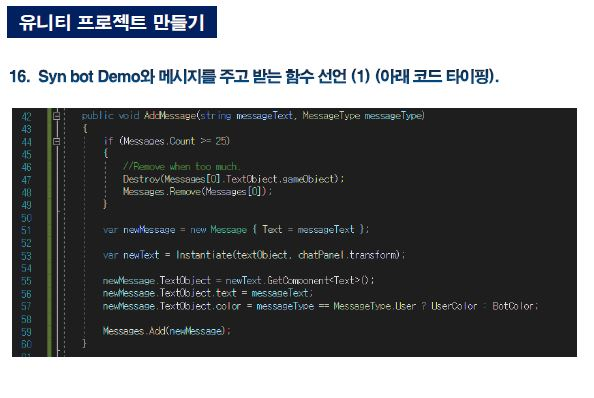 유니티 프로젝트 만들기
16. Syn bot Demo와 메시지를 주고 받는 함수 선언 (1) (아래 코드 타이핑).
42 public void AddMessage(string messageText, MessageType messageType)
43 {
44 if (Messages.Count >= 25)
45 {
46 //Remove when too much.
47 Destroy(Messages[0].TextObject.gameObject);
48 Messages.Remove(Messages[0]);
49 }
50
51 var newMessage = new Message { Text = messageText };
52
53 var newText = Instantiate(textObject, chatPanel.transform);
54
55 newMessage.TextObject = newText.GetComponent<Text>();
56 newMessage.TextObject.text = messageText;
57 newMessage.TextObject.color = messageType == MessageType.User ? UserColor : BotColor;
58
59 Messages.Add(newMessage);
60 }
61